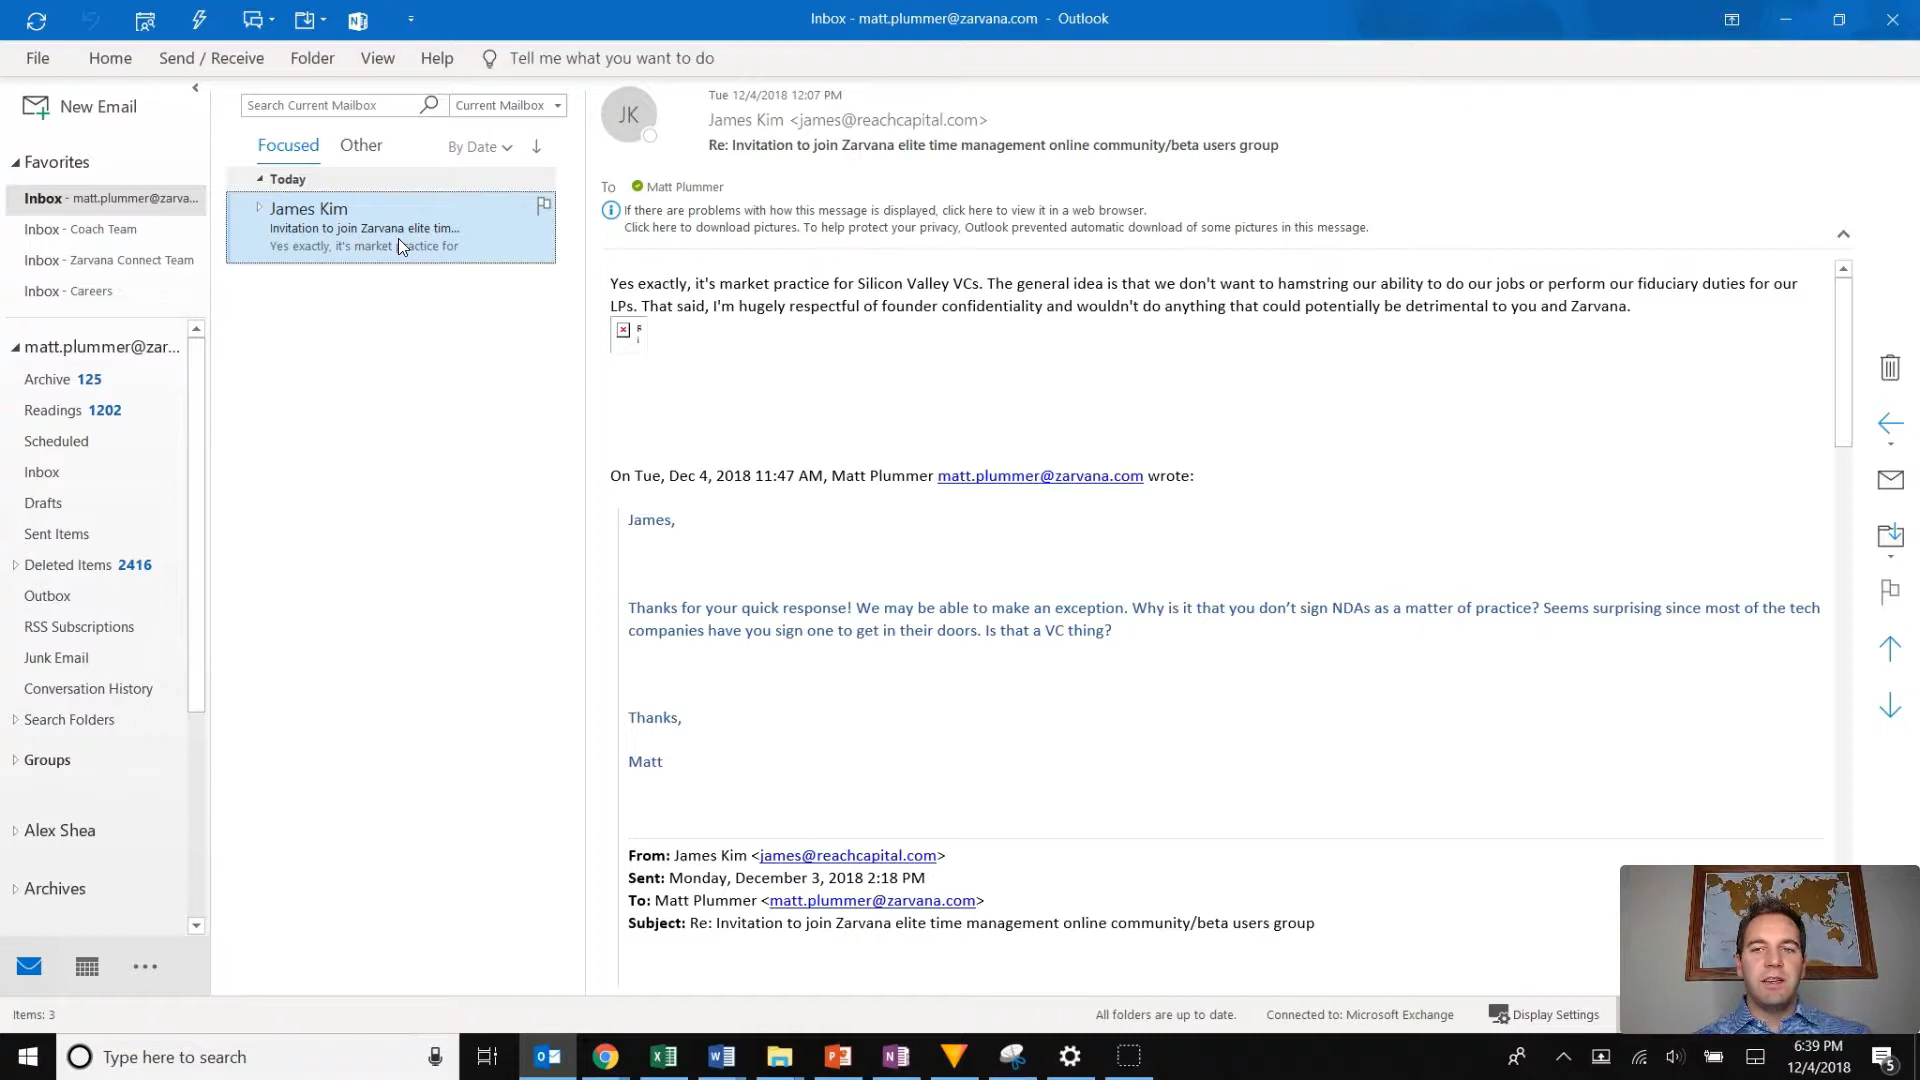 Inbox - matt.plummer@zarvana.com - Outlook
File Home Send / Receive Folder View Help Tell me what you want to do
New Email
Favorites
Inbox - matt.plummer@zarva...
Inbox - Coach Team
Inbox - Zarvana Connect Team
Inbox - Careers
matt.plummer@zar...
Archive 125
Readings 1202
Scheduled
Inbox
Drafts
Sent Items
Deleted Items 2416
Outbox
RSS Subscriptions
Junk Email
Conversation History
Search Folders
Groups
Alex Shea
Archives
Search Current Mailbox Current Mailbox
Focused Other By Date
Today
James Kim
Invitation to join Zarvana elite tim...
Yes exactly, it's market practice for
JK
Tue 12/4/2018 12:07 PM
James Kim <james@reachcapital.com>
Re: Invitation to join Zarvana elite time management online community/beta users group
To Matt Plummer
If there are problems with how this message is displayed, click here to view it in a web browser.
Click here to download pictures. To help protect your privacy, Outlook prevented automatic download of some pictures in this message.
Yes exactly, it's market practice for Silicon Valley VCs. The general idea is that we don't want to hamstring our ability to do our jobs or perform our fiduciary duties for our
LPs. That said, I'm hugely respectful of founder confidentiality and wouldn't do anything that could potentially be detrimental to you and Zarvana.
On Tue, Dec 4, 2018 11:47 AM, Matt Plummer matt.plummer@zarvana.com wrote:
James,
Thanks for your quick response! We may be able to make an exception. Why is it that you don’t sign NDAs as a matter of practice? Seems surprising since most of the tech
companies have you sign one to get in their doors. Is that a VC thing?
Thanks,
Matt
From: James Kim <james@reachcapital.com>
Sent: Monday, December 3, 2018 2:18 PM
To: Matt Plummer <matt.plummer@zarvana.com>
Subject: Re: Invitation to join Zarvana elite time management online community/beta users group
Items: 3 All folders are up to date. Connected to: Microsoft Exchange Display Settings
Type here to search
6:39 PM
12/4/2018
5